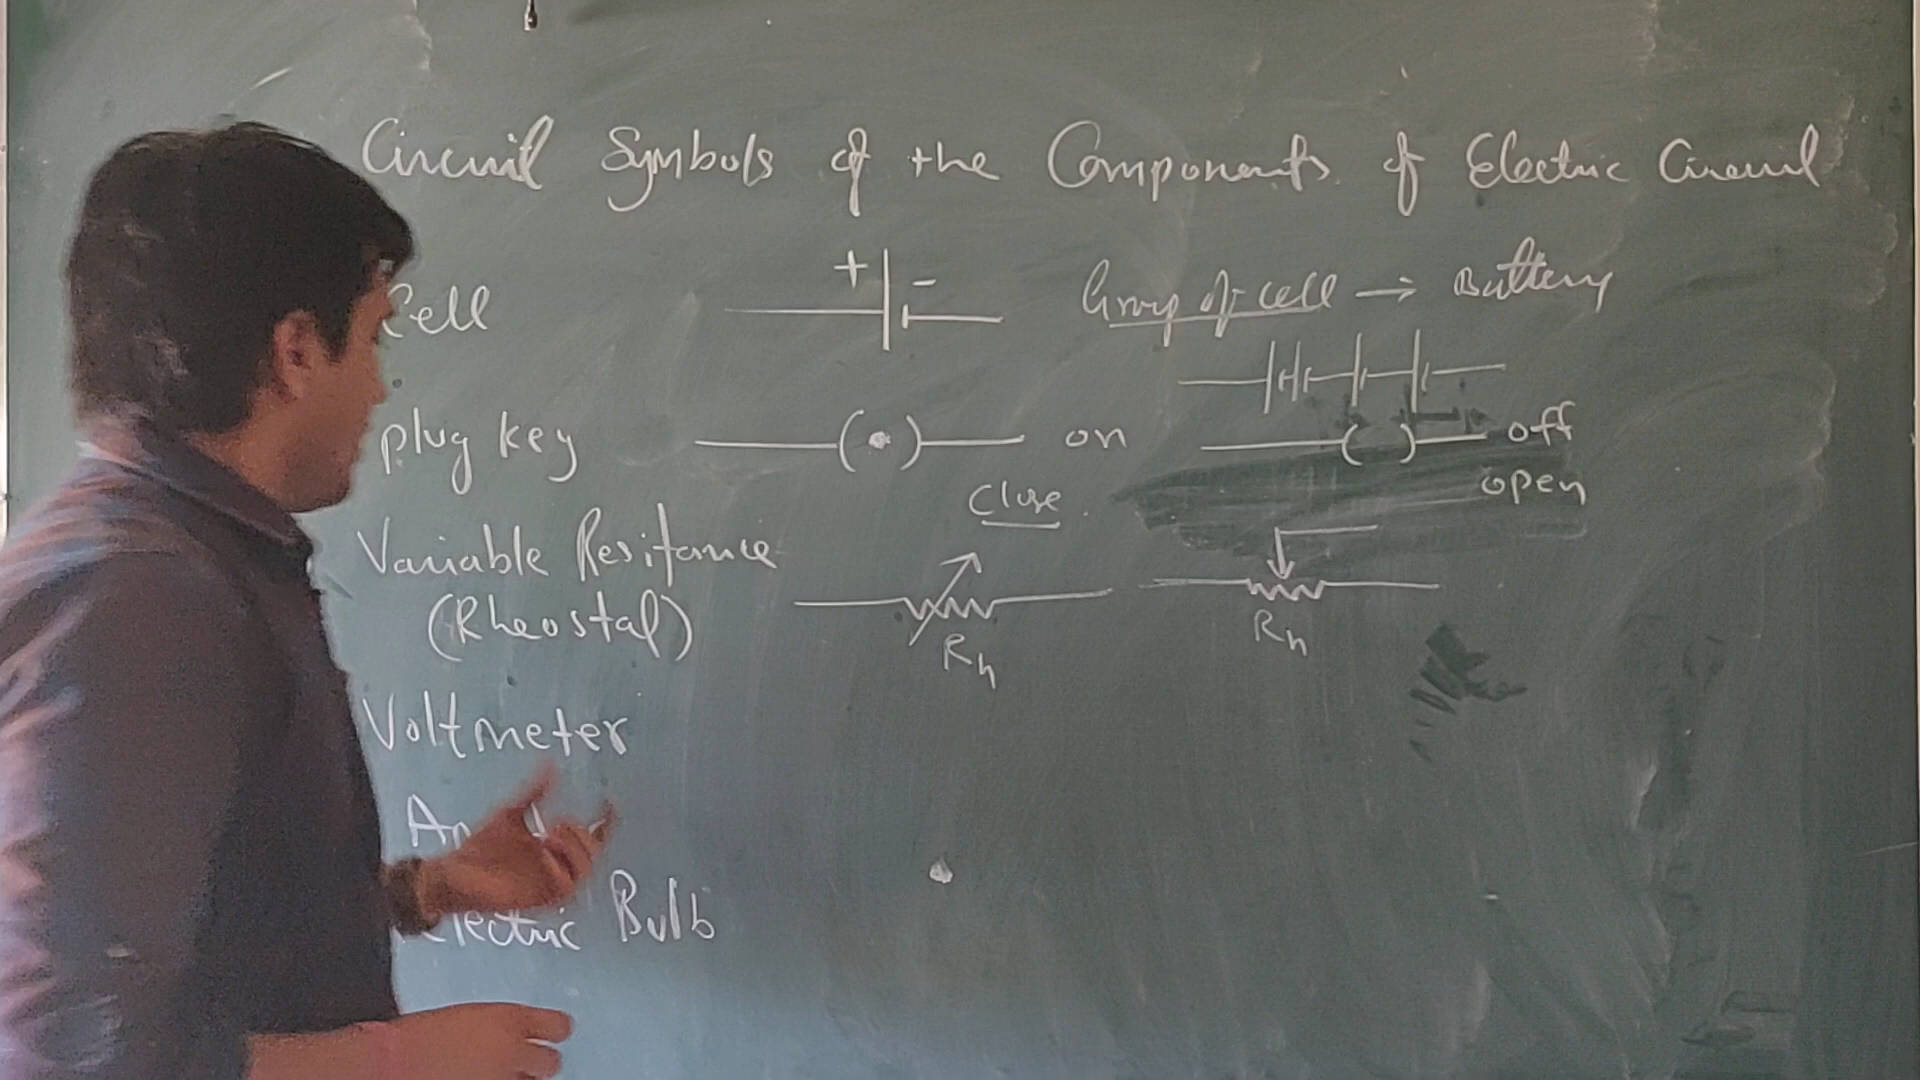 Circuit Symbols of the Components of Electric Circuit
Cell + - Group of cell → Battery
plug key on off
Close open
Variable Resitance
(Rheostat) Rh Rh
Voltmeter
Electric Bulb